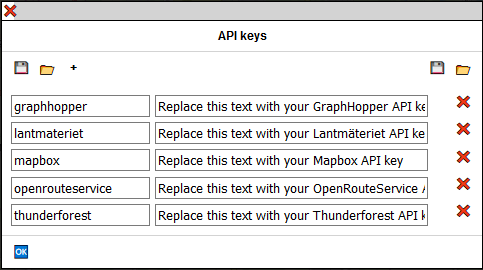 API keys
+
graphhopper Replace this text with your GraphHopper API ke
lantmateriet Replace this text with your Lantmäteriet API ke
mapbox Replace this text with your Mapbox API key
openrouteservice Replace this text with your OpenRouteService A
thunderforest Replace this text with your Thunderforest API k
OK